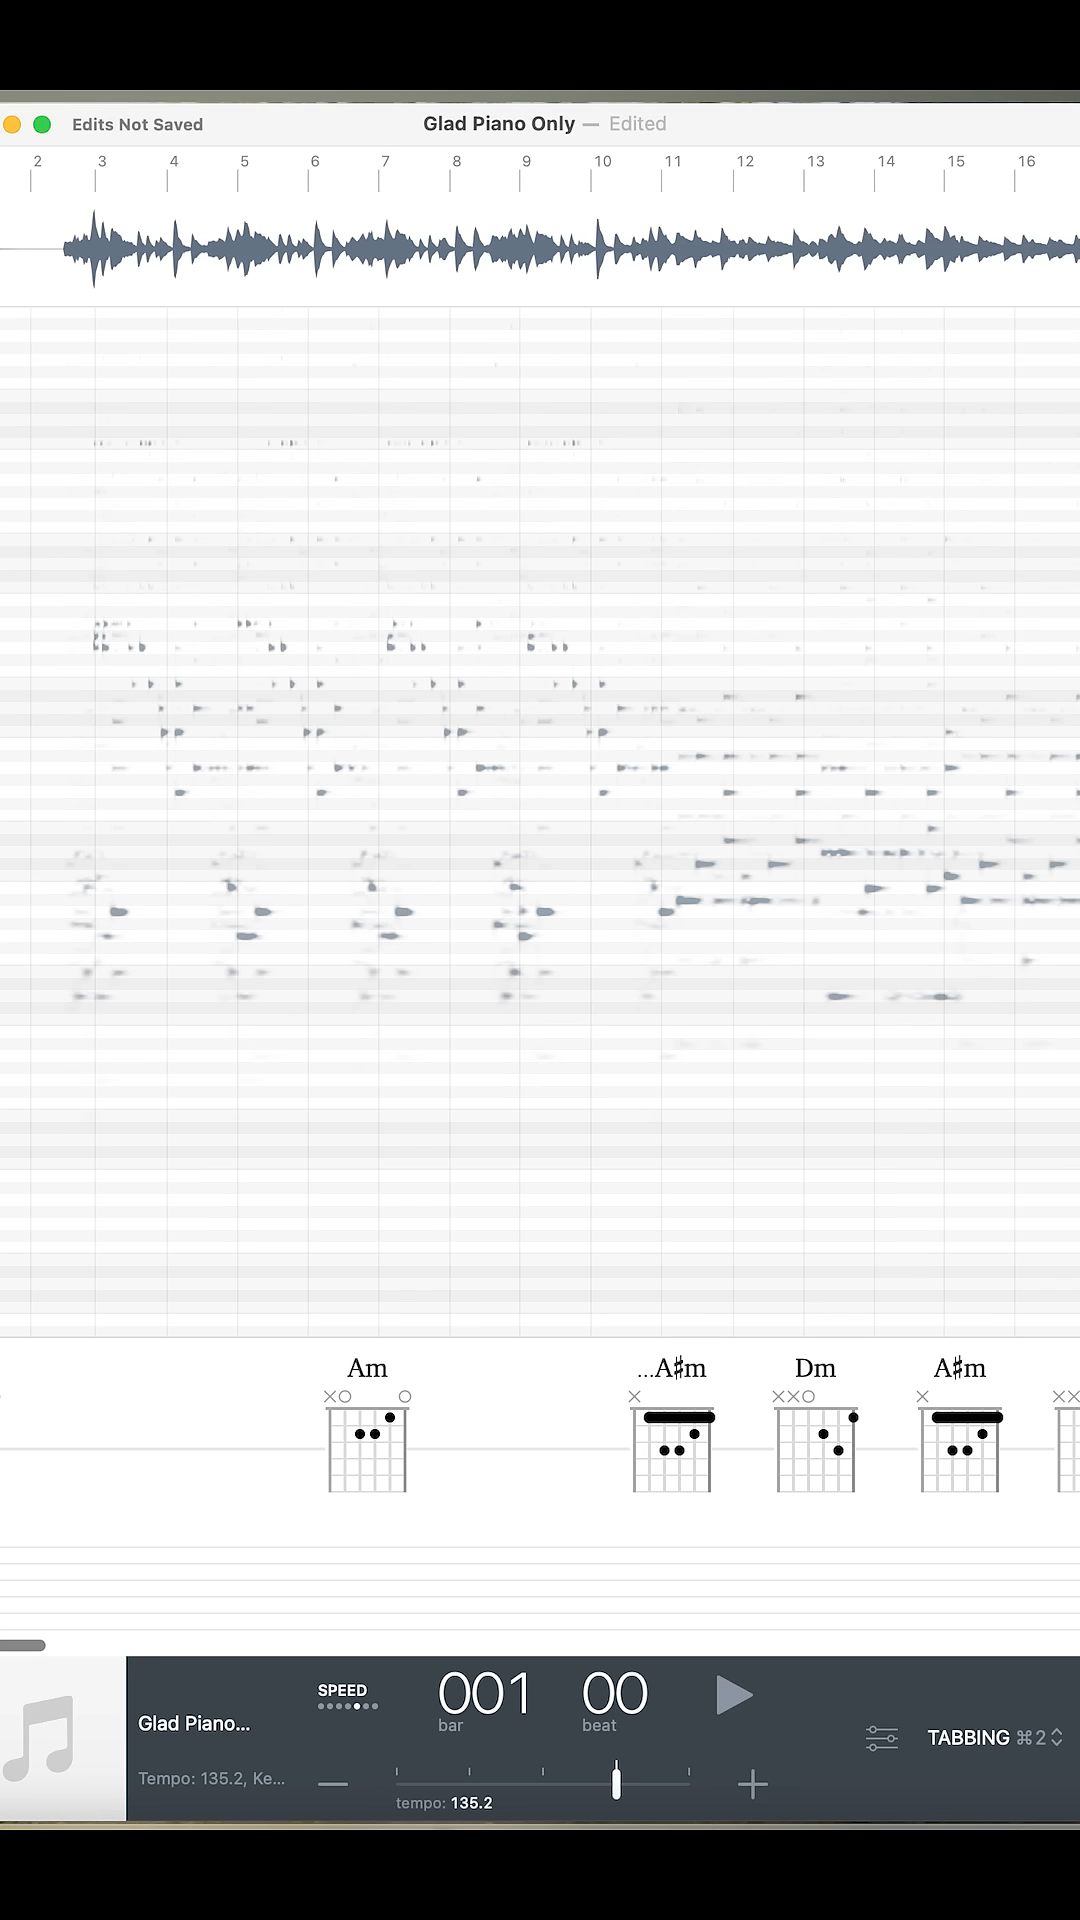 Edits Not Saved
Glad Piano Only — Edited
2 3 4 5 6 7 8 9 10 11 12 13 14 15 16
Am ...A♯m Dm A♯m
SPEED
001 00
bar beat
Glad Piano...
TABBING ⌘2
Tempo: 135.2, Ke...
tempo: 135.2